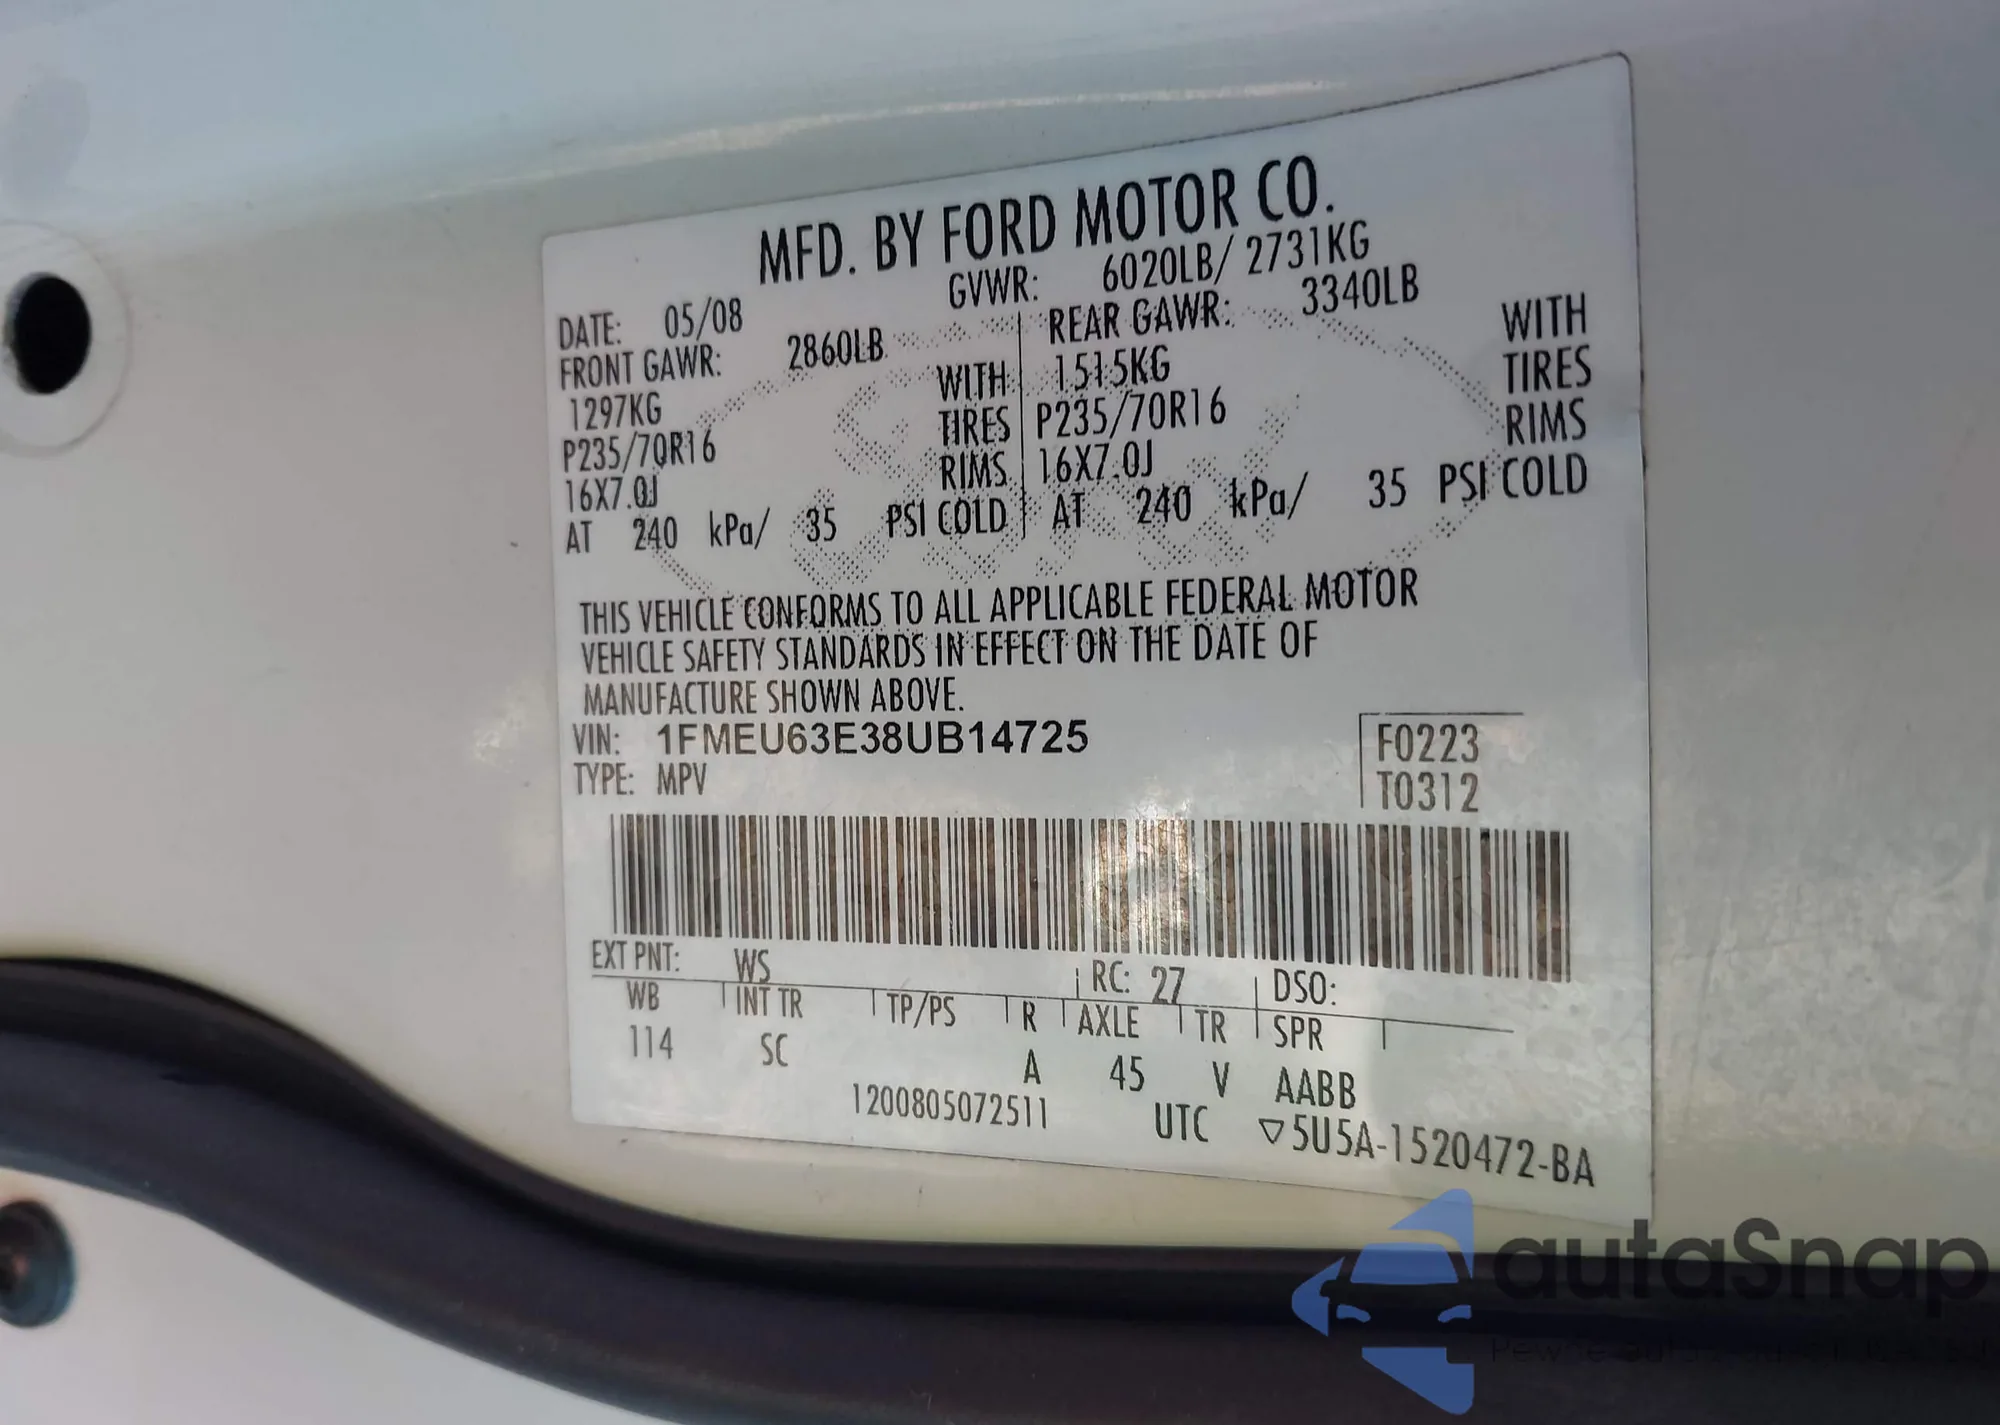 MFD. BY FORD MOTOR CO.
DATE: 05/08 GVWR: 6020LB/ 2731KG
FRONT GAWR: 2860LB REAR GAWR: 3340LB
1297KG WITH 1515KG WITH
P235/70R16 TIRES P235/70R16 TIRES
16X7.0J RIMS 16X7.0J RIMS
AT 240 kPa/ 35 PSI COLD AT 240 kPa/ 35 PSI COLD
THIS VEHICLE CONFORMS TO ALL APPLICABLE FEDERAL MOTOR
VEHICLE SAFETY STANDARDS IN EFFECT ON THE DATE OF
MANUFACTURE SHOWN ABOVE.
VIN: 1FMEU63E38UB14725 F0223
TYPE: MPV T0312
EXT PNT: WS RC: 27 DSO:
WB INT TR TP/PS R AXLE TR SPR
114 SC A 45 V AABB
1200805072511 UTC ▽5U5A-1520472-BA
autaSnap